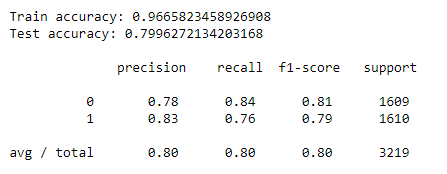 Train accuracy: 0.9665823458926908
Test accuracy: 0.7996272134203168
precision recall f1-score support
0 0.78 0.84 0.81 1609
1 0.83 0.76 0.79 1610
avg / total 0.80 0.80 0.80 3219